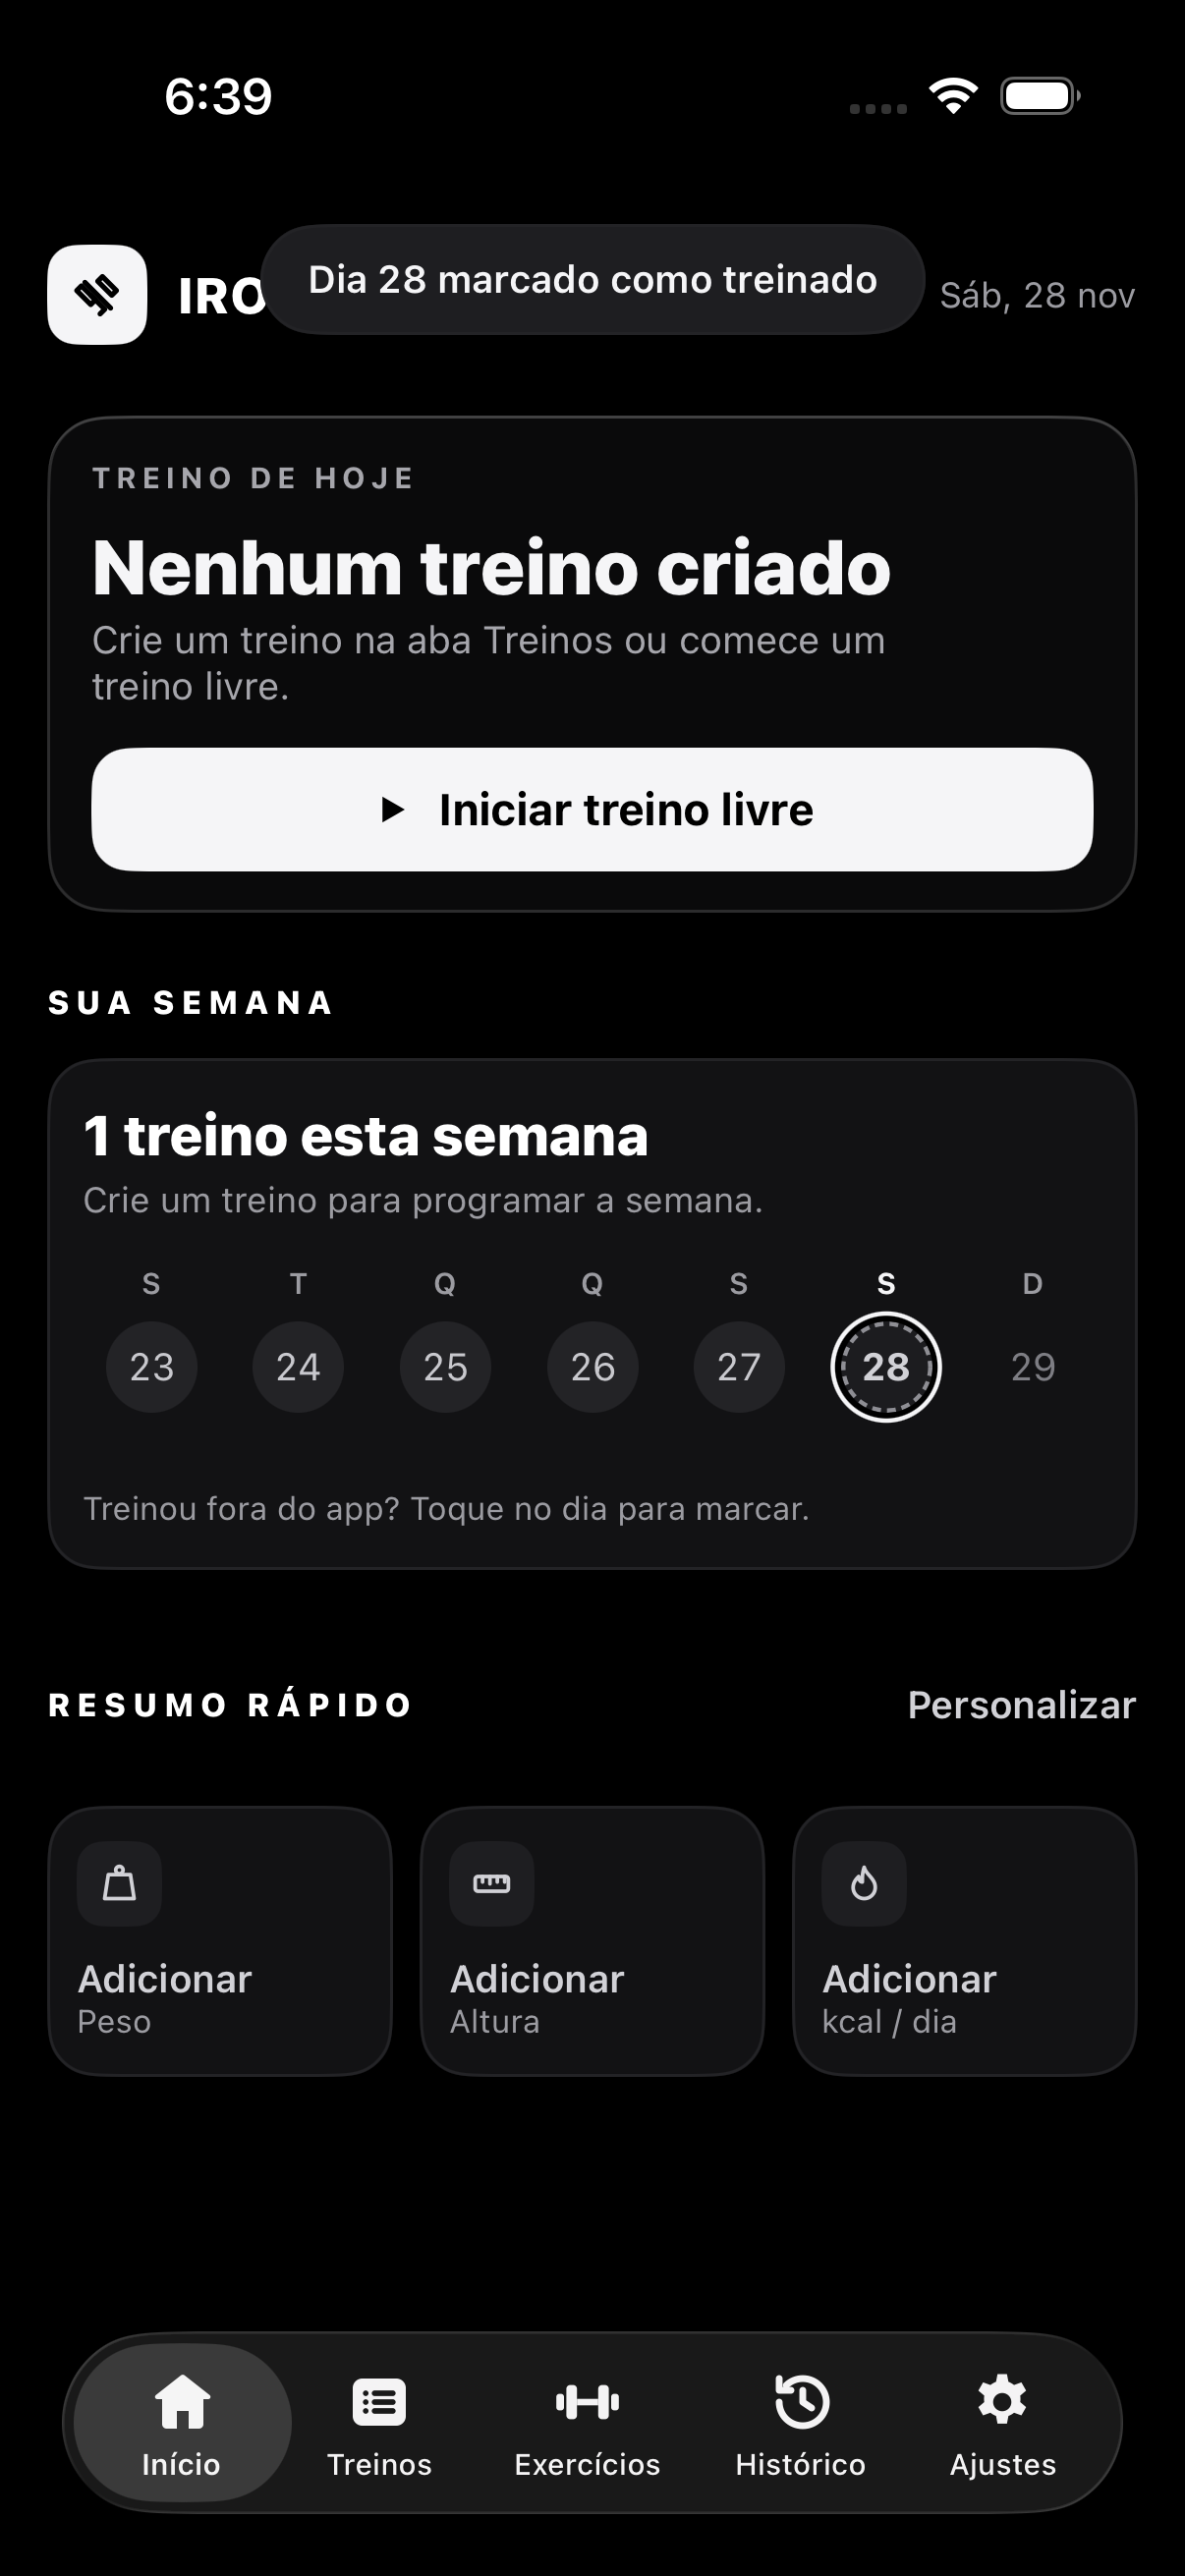 6:39
IRO
Dia 28 marcado como treinado
Sáb, 28 nov
TREINO DE HOJE
Nenhum treino criado
Crie um treino na aba Treinos ou comece um
treino livre.
Iniciar treino livre
SUA SEMANA
1 treino esta semana
Crie um treino para programar a semana.
S T Q Q S S D
23 24 25 26 27 28 29
Treinou fora do app? Toque no dia para marcar.
RESUMO RÁPIDO
Personalizar
Adicionar
Peso
Adicionar
Altura
Adicionar
kcal / dia
Início
Treinos
Exercícios
Histórico
Ajustes